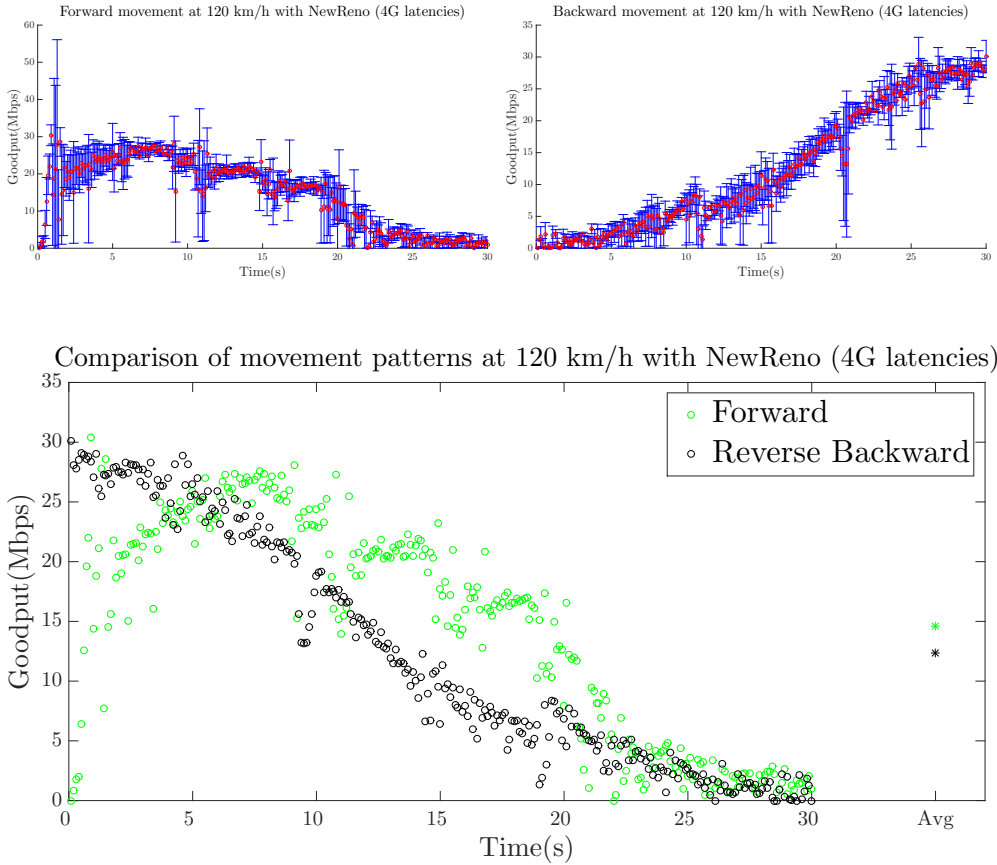 Forward movement at 120 km/h with NewReno (4G latencies)
Goodput(Mbps)
60
50
40
30
20
10
0
0 5 10 15 20 25 30
Time(s)
Backward movement at 120 km/h with NewReno (4G latencies)
Goodput(Mbps)
35
30
25
20
15
10
5
0
0 5 10 15 20 25 30
Time(s)
Comparison of movement patterns at 120 km/h with NewReno (4G latencies)
Goodput(Mbps)
35
30
25
20
15
10
5
0
Forward
Reverse Backward
0 5 10 15 20 25 30 Avg
Time(s)